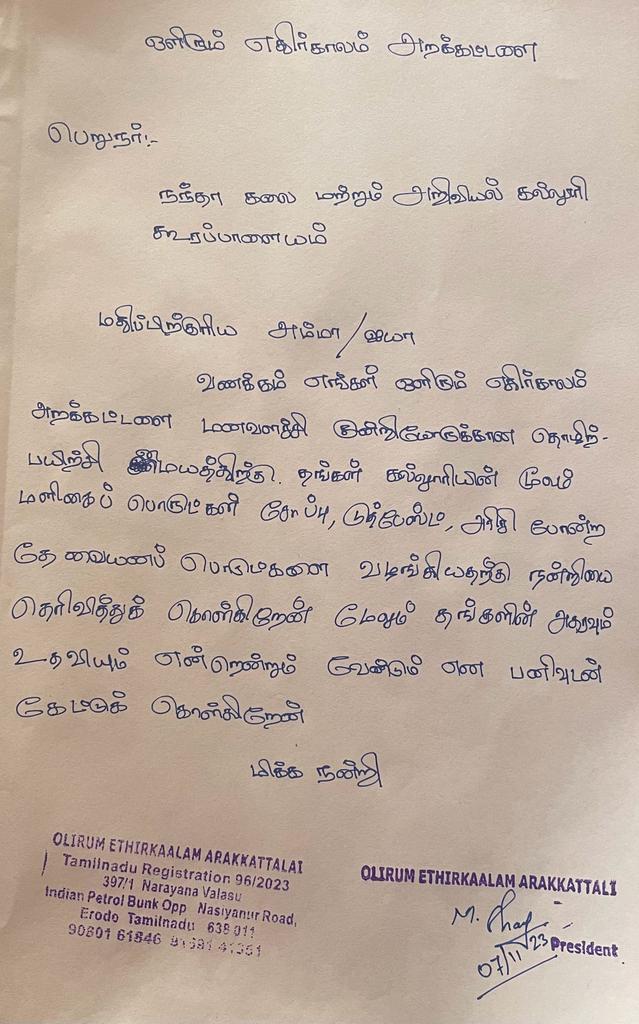 ஒளிரும் எதிர்காலம் அறக்கட்டளை
பெறுநர்:-
நந்தா கலை மற்றும் அறிவியல் கல்லூரி
கூரப்பாளையம்
மதிப்பிற்குரிய அம்மா/ஐயா
வணக்கம் எங்கள் ஒளிரும் எதிர்காலம்
அறக்கட்டளை மனவளர்ச்சி குன்றியோருக்கான தொழிற்-
பயிற்சி மையத்திற்கு. தங்கள் கல்லூரியின் மூலம்
மளிகைப் பொருட்கள் சோப்பு, டூத்பேஸ்ட், அரிசி போன்ற
தேவையைப் பொருட்களை வழங்கியதற்கு நன்றியை
தெரிவித்துக் கொள்கிறேன் மேலும் தங்களின் ஆதரவும்
உதவியும் என்றென்றும் வேண்டும் என பணிவுடன்
கேட்டுக் கொள்கிறேன்
மிக்க நன்றி
OLIRUM ETHIRKAALAM ARAKKATTALAI
Tamilnadu Registration 96/2023
397/1 Narayana Valasu
Indian Petrol Bunk Opp Nasiyanur Road,
Erode Tamilnadu 638 011
90801 61846
OLIRUM ETHIRKAALAM ARAKKATTALI
M.
07/11/23 President